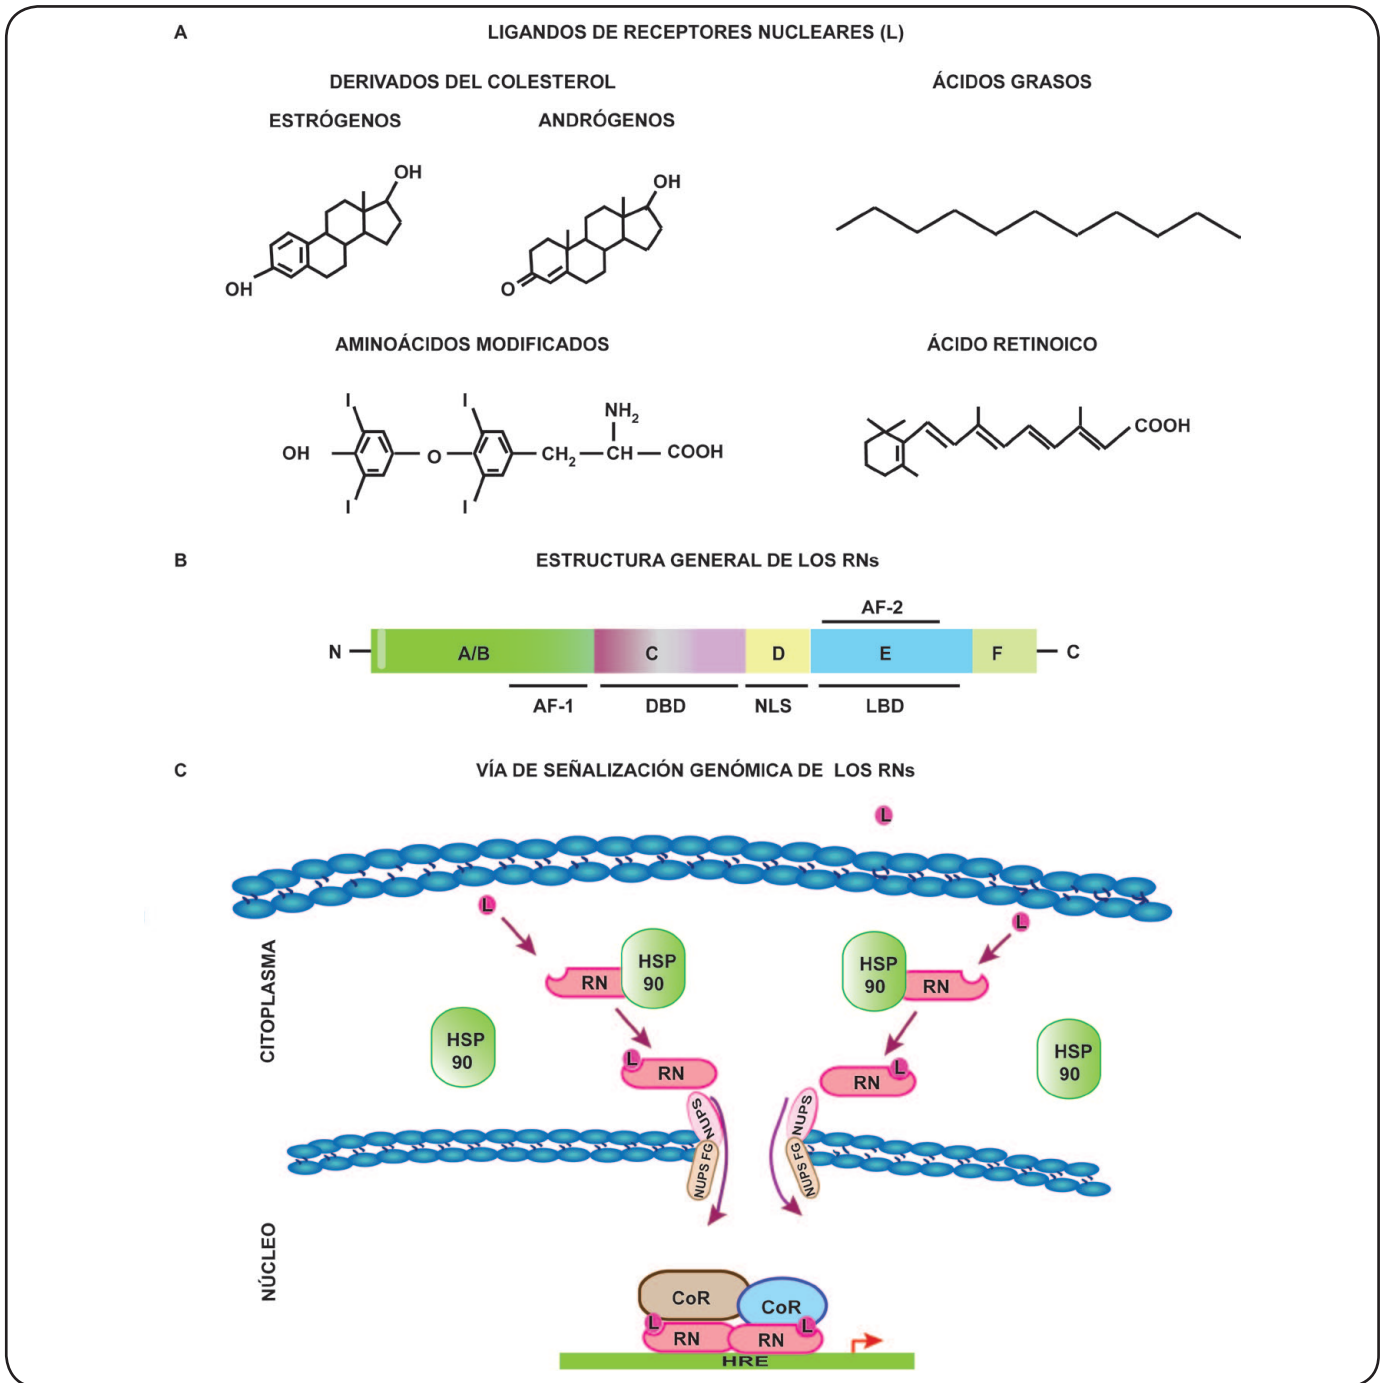 A
LIGANDOS DE RECEPTORES NUCLEARES (L)
DERIVADOS DEL COLESTEROL
ÁCIDOS GRASOS
ESTRÓGENOS
ANDRÓGENOS
OH
OH
OH
O
AMINOÁCIDOS MODIFICADOS
ÁCIDO RETINOICO
I
I
NH2
OH
O
CH2
CH
COOH
COOH
I
I
B
ESTRUCTURA GENERAL DE LOS RNs
AF-2
N
A/B
C
D
E
F
C
AF-1
DBD
NLS
LBD
C
VÍA DE SEÑALIZACIÓN GENÓMICA DE LOS RNs
L
L
L
CITOPLASMA
RN
HSP
90
HSP
90
RN
HSP
90
HSP
90
L
RN
L
RN
NUPS
NUPS
NUPS FG
NUPS FG
NÚCLEO
CoR
CoR
L
L
RN
RN
HRE